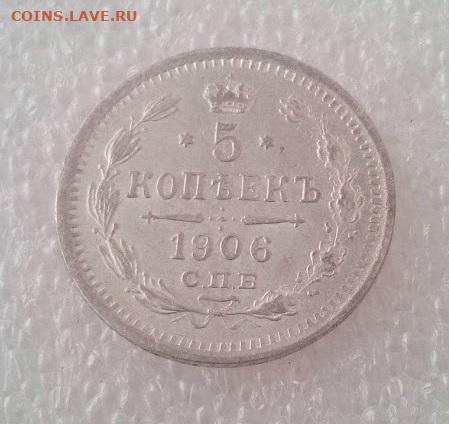 COINS.LAVE.RU
* 5 *
КОПѢЕКЪ
1906
С.П.Б